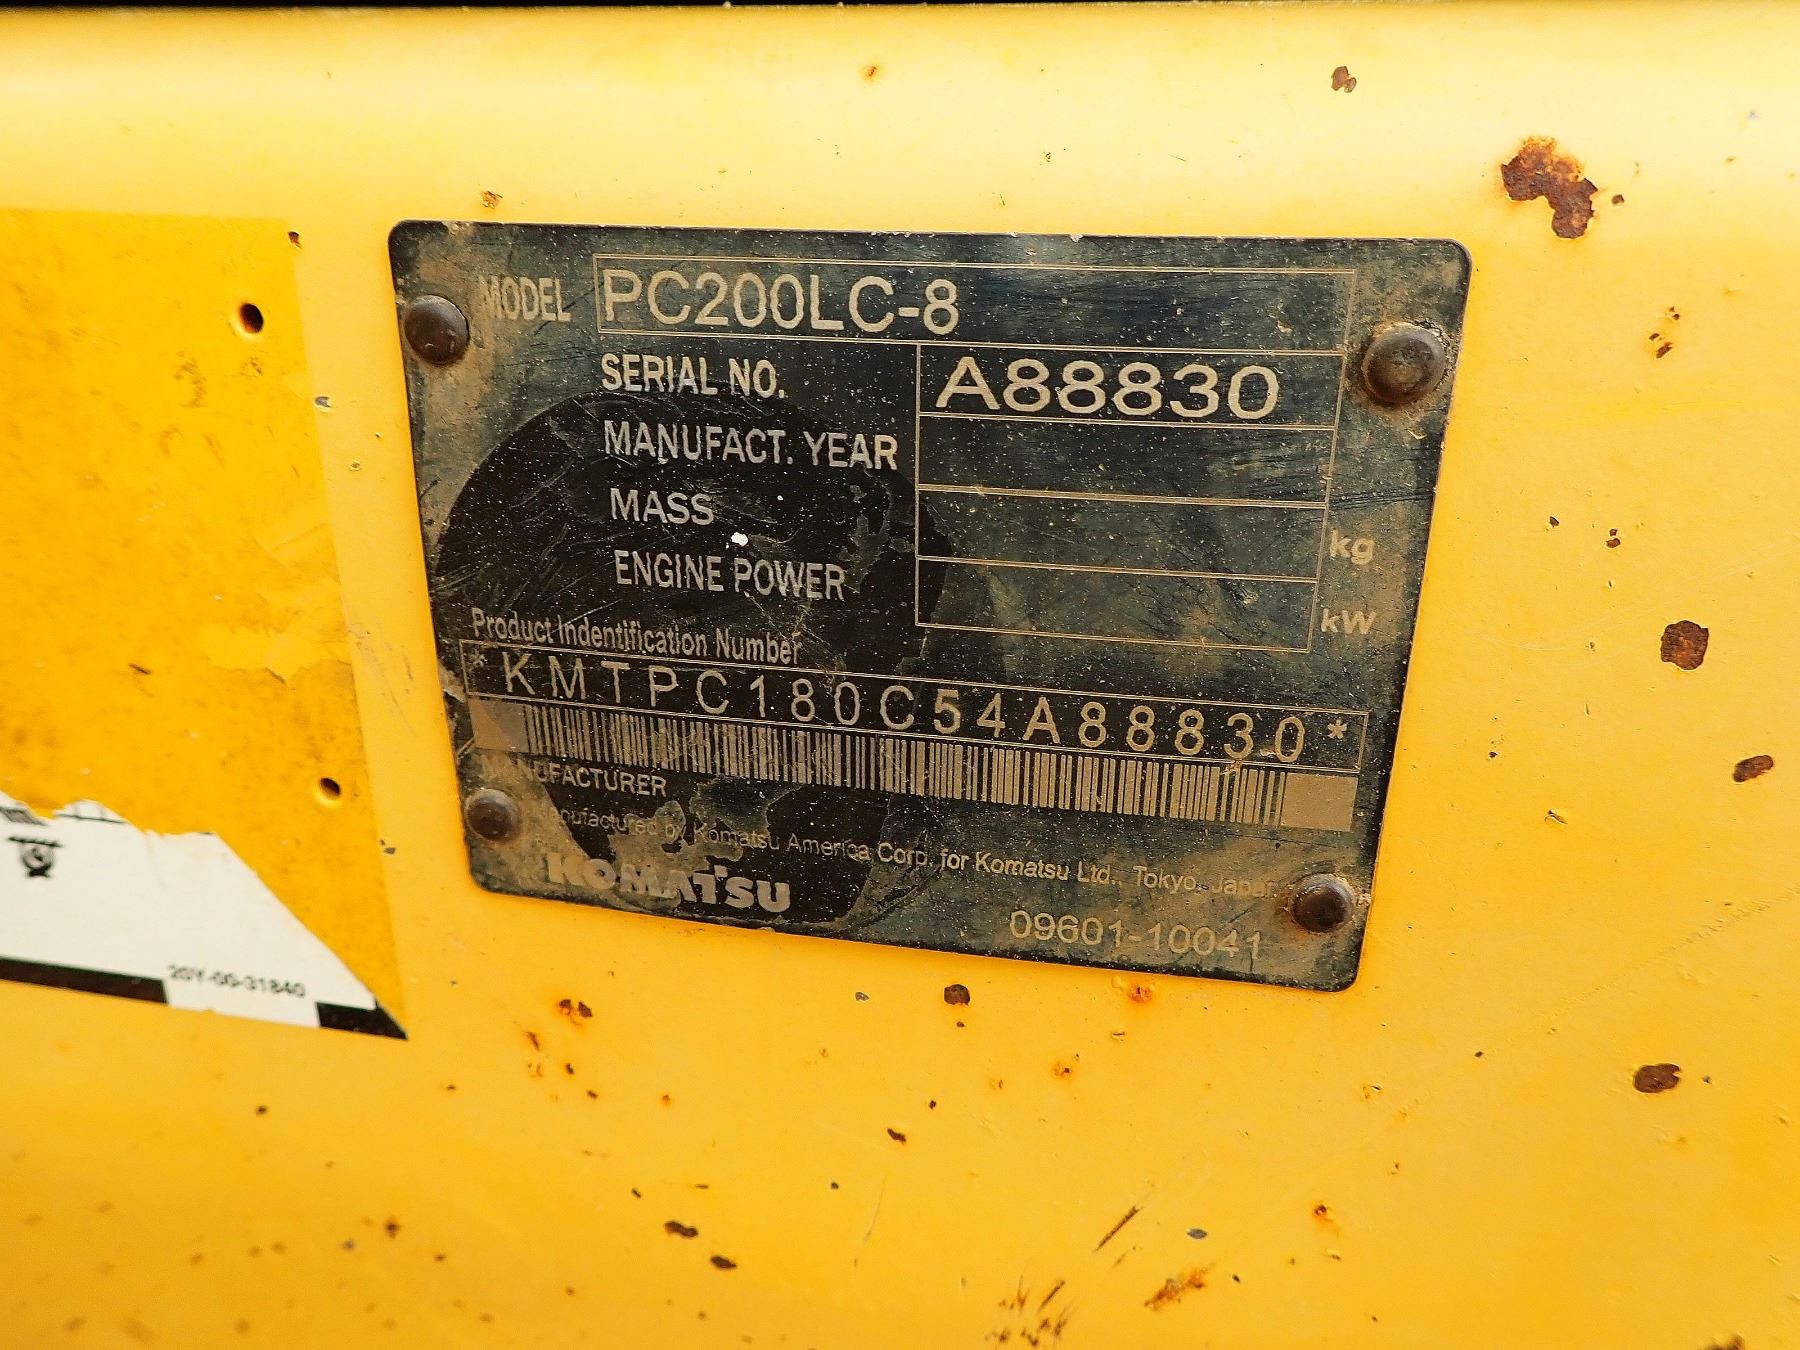 MODEL PC200LC-8
SERIAL NO. A88830
MANUFACT. YEAR
MASS kg
ENGINE POWER kW
Product Indentification Number
*KMTPC180C54A88830*
MANUFACTURER
Manufactured by Komatsu America Corp. for Komatsu Ltd., Tokyo, Japan
KOMATSU
09601-10041
20Y-00-31840